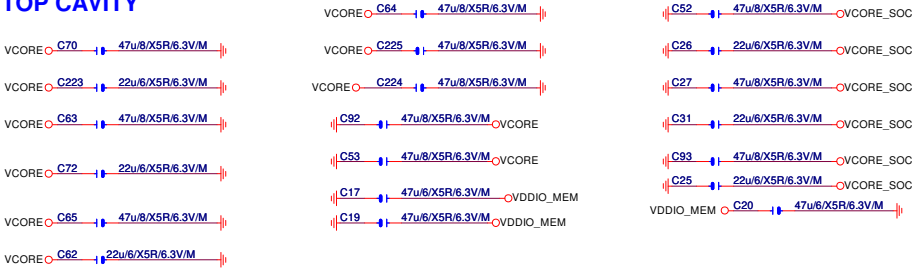 TOP CAVITY
VCORE C70 47u/8/X5R/6.3V/M
VCORE C223 22u/6/X5R/6.3V/M
VCORE C63 47u/8/X5R/6.3V/M
VCORE C72 22u/6/X5R/6.3V/M
VCORE C65 47u/8/X5R/6.3V/M
VCORE C62 22u/6/X5R/6.3V/M
VCORE C64 47u/8/X5R/6.3V/M
VCORE C225 47u/8/X5R/6.3V/M
VCORE C224 47u/8/X5R/6.3V/M
C92 47u/8/X5R/6.3V/M VCORE
C53 47u/8/X5R/6.3V/M VCORE
C17 47u/6/X5R/6.3V/M VDDIO_MEM
C19 47u/6/X5R/6.3V/M VDDIO_MEM
C52 47u/8/X5R/6.3V/M VCORE_SOC
C26 22u/6/X5R/6.3V/M VCORE_SOC
C27 47u/8/X5R/6.3V/M VCORE_SOC
C31 22u/6/X5R/6.3V/M VCORE_SOC
C93 47u/8/X5R/6.3V/M VCORE_SOC
C25 22u/6/X5R/6.3V/M VCORE_SOC
VDDIO_MEM C20 47u/6/X5R/6.3V/M